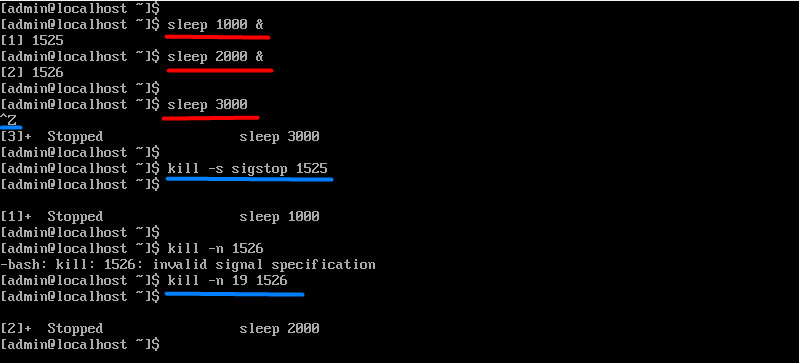 [admin@localhost ~]$
[admin@localhost ~]$ sleep 1000 &
[1] 1525
[admin@localhost ~]$ sleep 2000 &
[2] 1526
[admin@localhost ~]$
[admin@localhost ~]$ sleep 3000
^Z
[3]+  Stopped                 sleep 3000
[admin@localhost ~]$
[admin@localhost ~]$ kill -s sigstop 1525
[admin@localhost ~]$

[1]+  Stopped                 sleep 1000
[admin@localhost ~]$
[admin@localhost ~]$ kill -n 1526
-bash: kill: 1526: invalid signal specification
[admin@localhost ~]$ kill -n 19 1526
[admin@localhost ~]$

[2]+  Stopped                 sleep 2000
[admin@localhost ~]$